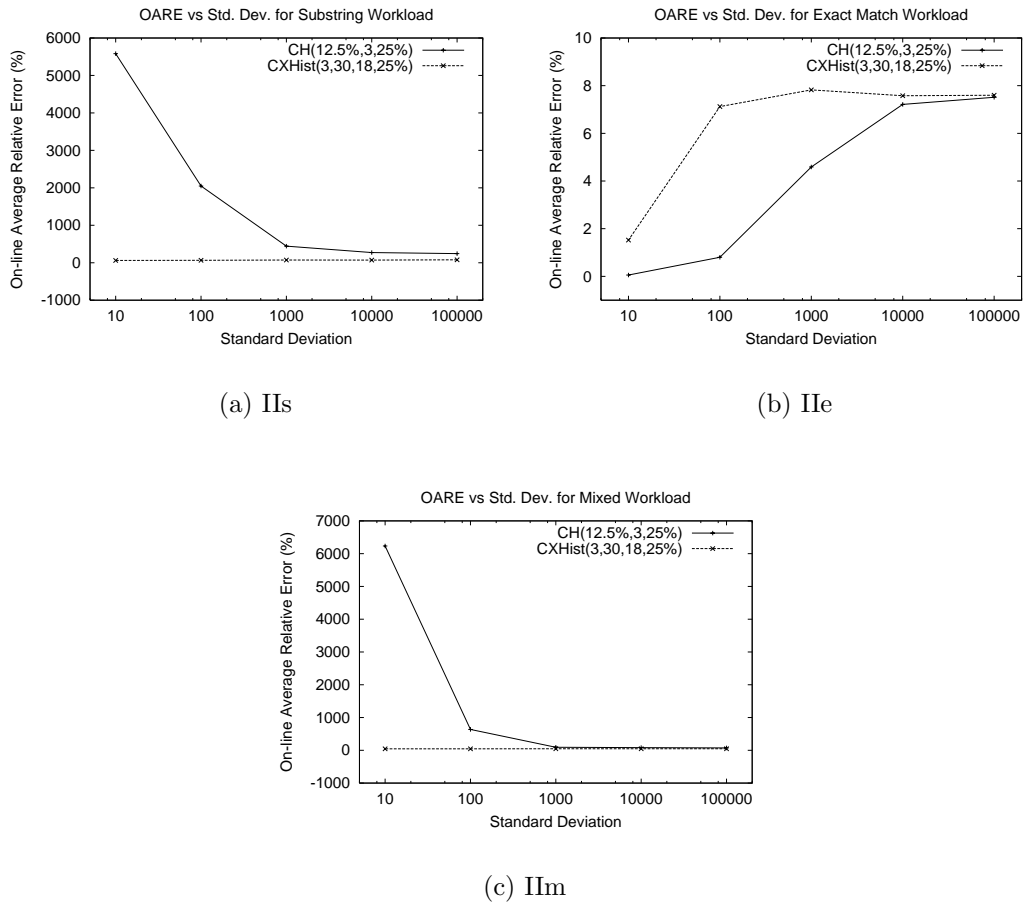 OARE vs Std. Dev. for Substring Workload
6000
5000
4000
3000
2000
1000
0
-1000
On-line Average Relative Error (%)
CH(12.5%,3,25%)
CXHist(3,30,18,25%)
10 100 1000 10000 100000
Standard Deviation
(a) IIs
OARE vs Std. Dev. for Exact Match Workload
10
8
6
4
2
0
On-line Average Relative Error (%)
CH(12.5%,3,25%)
CXHist(3,30,18,25%)
10 100 1000 10000 100000
Standard Deviation
(b) IIe
OARE vs Std. Dev. for Mixed Workload
7000
6000
5000
4000
3000
2000
1000
0
-1000
On-line Average Relative Error (%)
CH(12.5%,3,25%)
CXHist(3,30,18,25%)
10 100 1000 10000 100000
Standard Deviation
(c) IIm